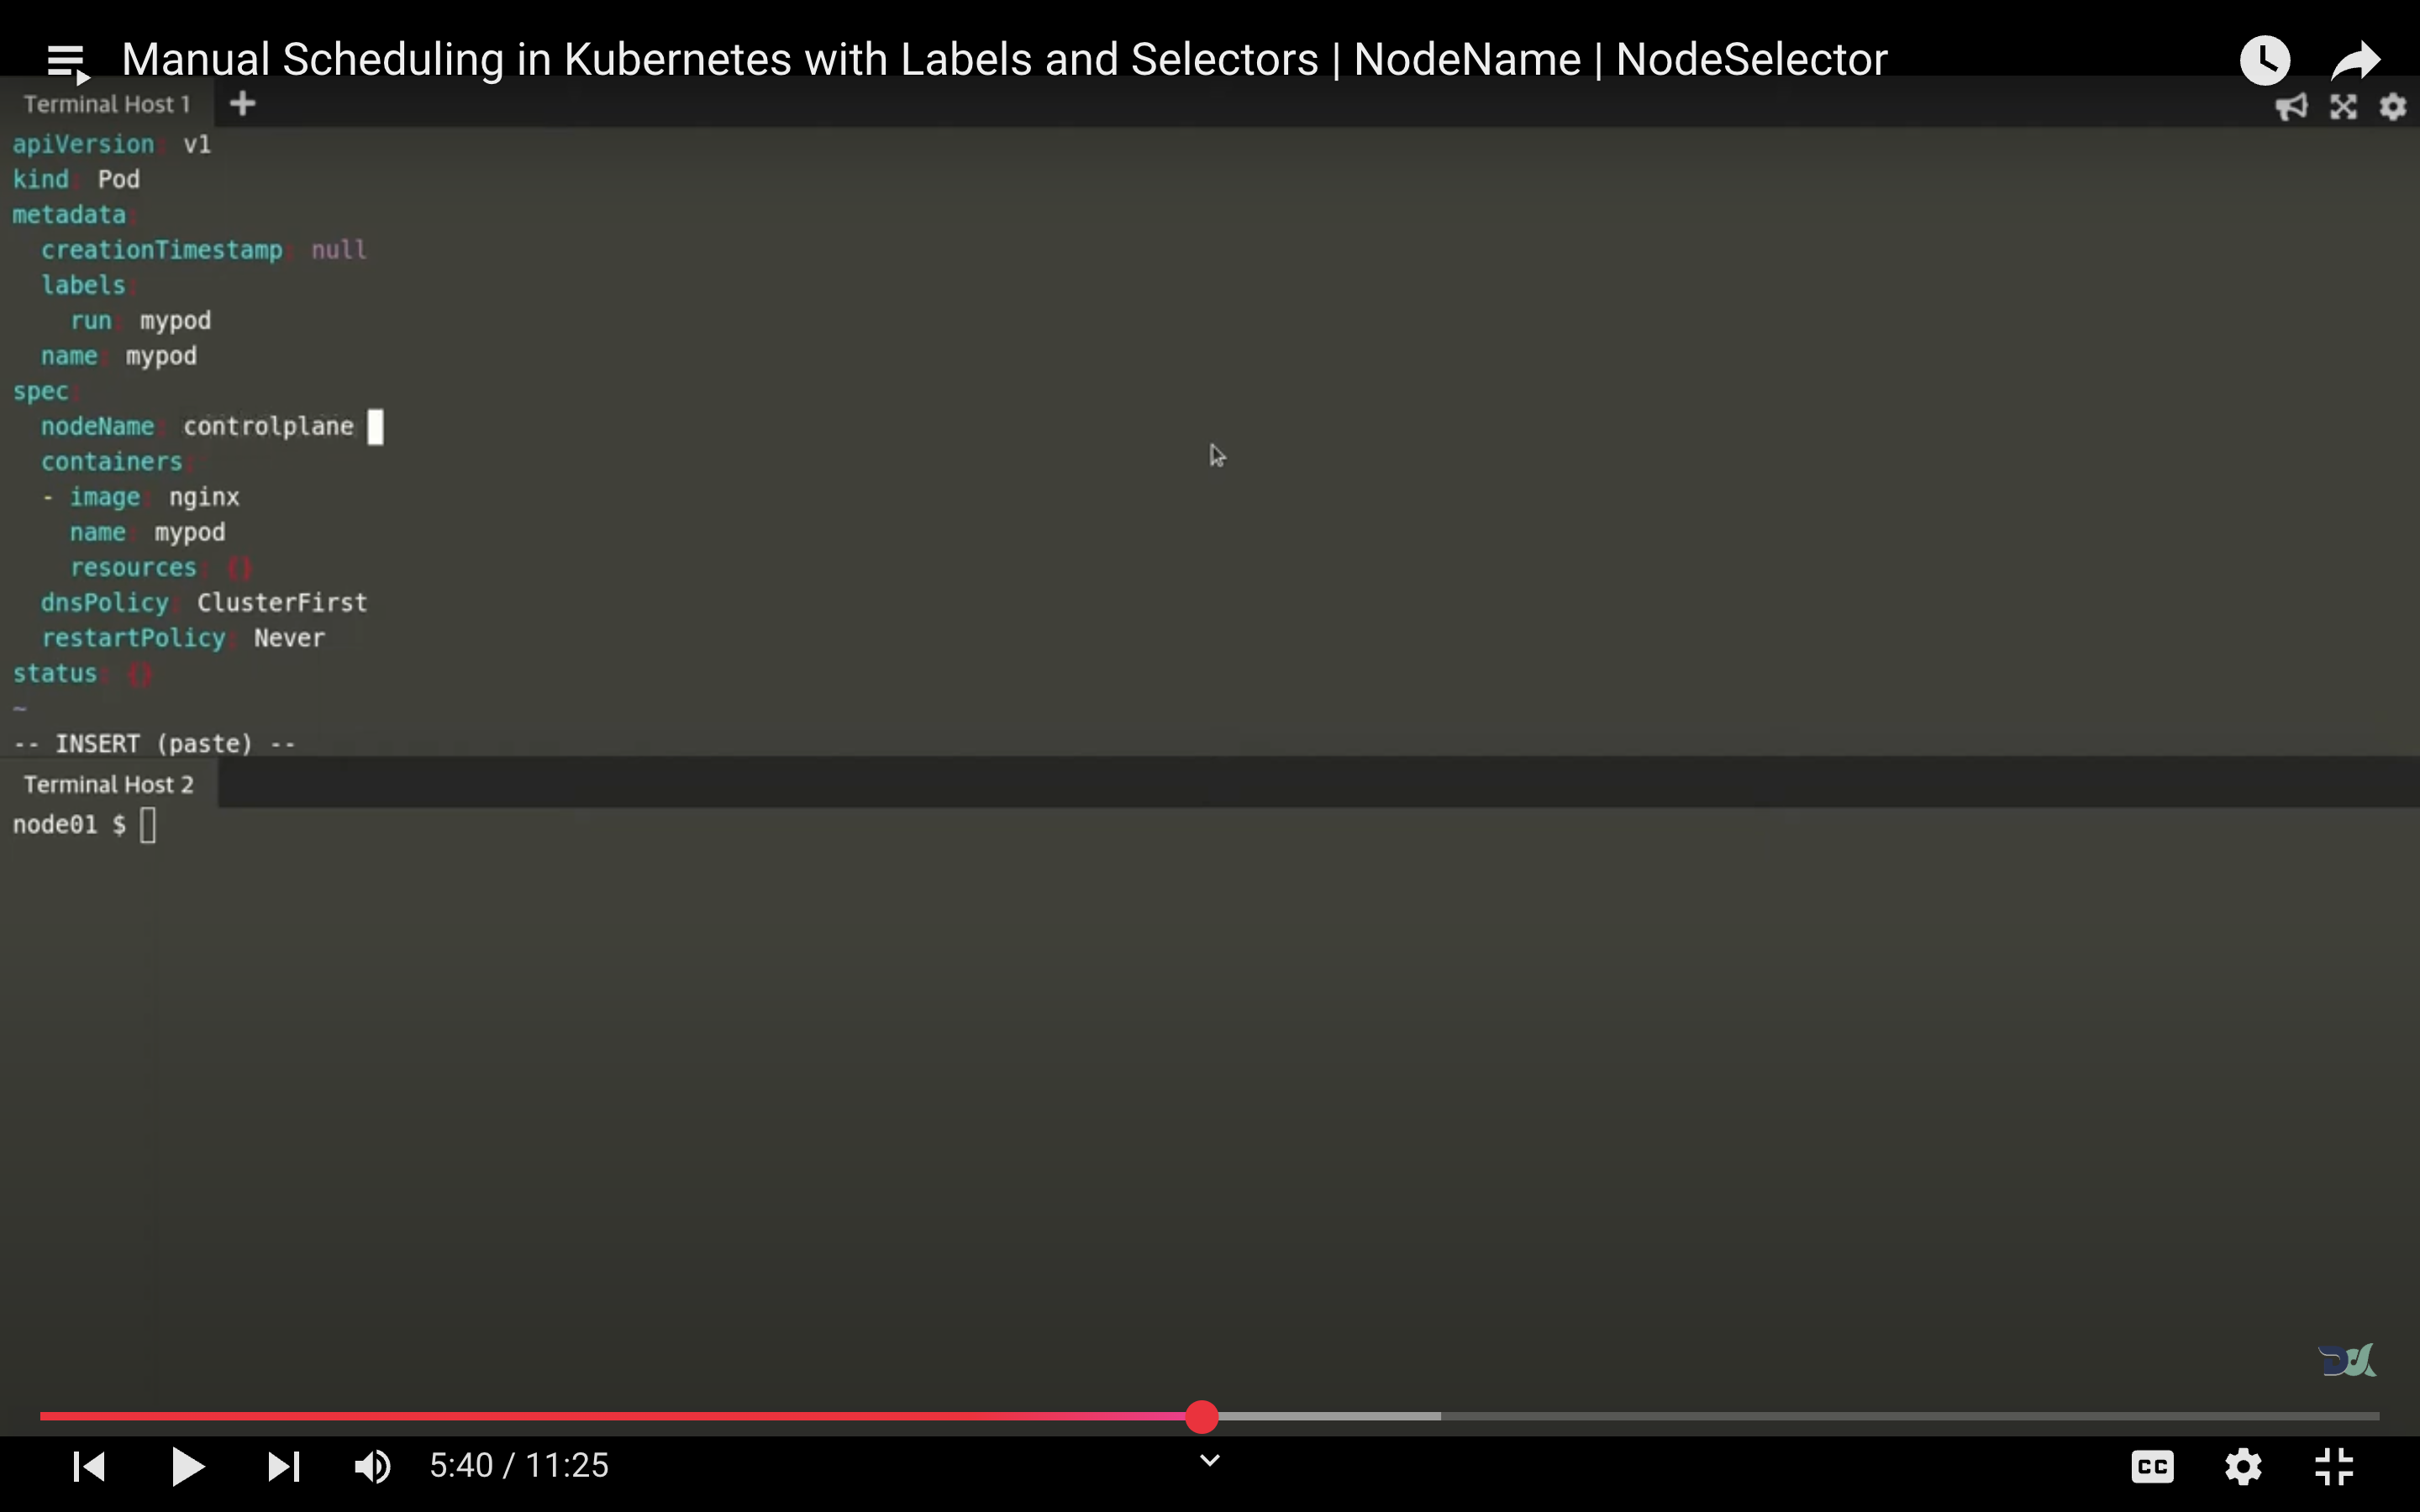 Manual Scheduling in Kubernetes with Labels and Selectors | NodeName | NodeSelector
Terminal Host 1
apiVersion: v1
kind: Pod
metadata:
  creationTimestamp: null
  labels:
    run: mypod
  name: mypod
spec:
  nodeName: controlplane
  containers:
  - image: nginx
    name: mypod
    resources: {}
  dnsPolicy: ClusterFirst
  restartPolicy: Never
status: {}
~
-- INSERT (paste) --
Terminal Host 2
node01 $
5:40 / 11:25
CC